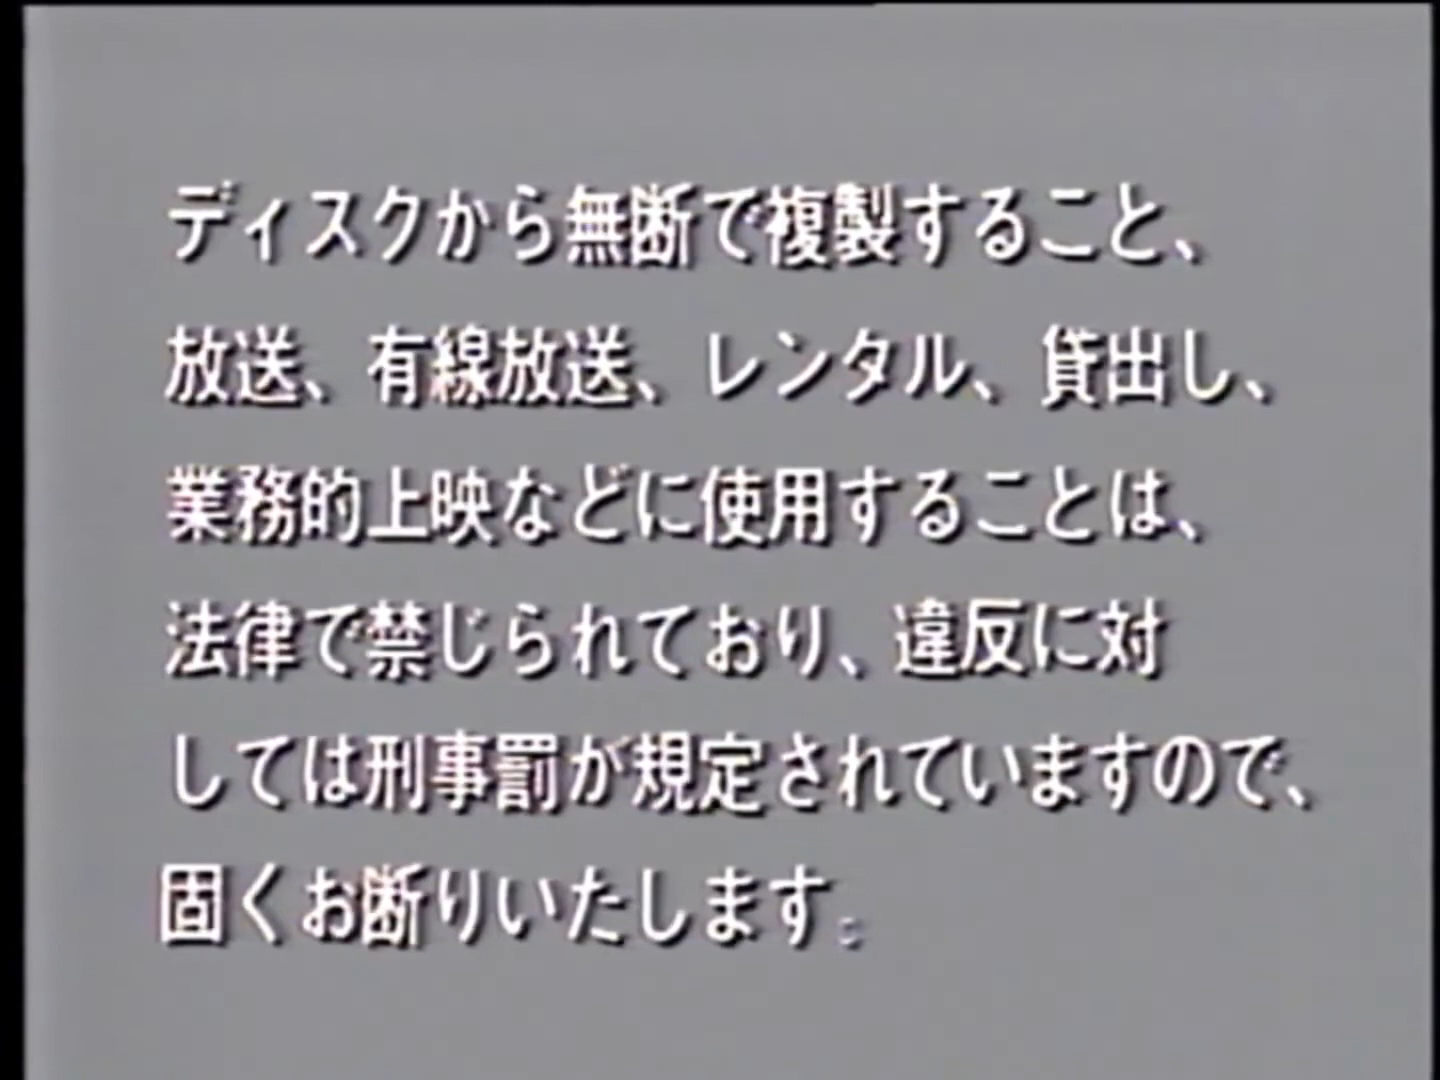 ディスクから無断で複製すること、
放送、有線放送、レンタル、貸出し、
業務的上映などに使用することは、
法律で禁じられており、違反に対
しては刑事罰が規定されていますので、
固くお断りいたします。